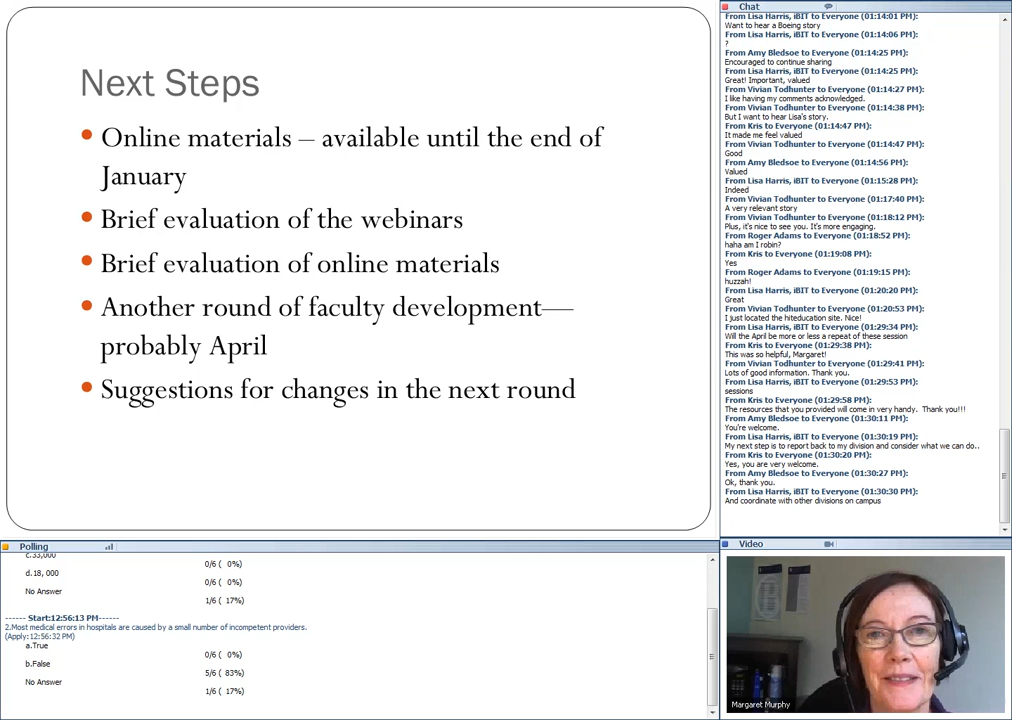 Next Steps
• Online materials – available until the end of
January
• Brief evaluation of the webinars
• Brief evaluation of online materials
• Another round of faculty development—
probably April
• Suggestions for changes in the next round
Chat
From Lisa Harris, iBIT to Everyone (01:14:01 PM):
Want to hear a Boeing story
From Lisa Harris, iBIT to Everyone (01:14:06 PM):
?
From Amy Bledsoe to Everyone (01:14:25 PM):
Encouraged to continue sharing
From Lisa Harris, iBIT to Everyone (01:14:25 PM):
Great! Important, valued
From Vivian Todhunter to Everyone (01:14:27 PM):
I like having my comments acknowledged.
From Vivian Todhunter to Everyone (01:14:38 PM):
But I want to hear Lisa's story.
From Kris to Everyone (01:14:47 PM):
It made me feel valued
From Vivian Todhunter to Everyone (01:14:47 PM):
Good
From Amy Bledsoe to Everyone (01:14:56 PM):
Valued
From Lisa Harris, iBIT to Everyone (01:15:28 PM):
Indeed
From Vivian Todhunter to Everyone (01:17:40 PM):
A very relevant story
From Vivian Todhunter to Everyone (01:18:12 PM):
Plus, it's nice to see you. It's more engaging.
From Roger Adams to Everyone (01:18:52 PM):
haha am I robin?
From Kris to Everyone (01:19:08 PM):
Yes
From Roger Adams to Everyone (01:19:15 PM):
huzzah!
From Lisa Harris, iBIT to Everyone (01:20:20 PM):
Great
From Vivian Todhunter to Everyone (01:20:53 PM):
I just located the hiteducation site. Nice!
From Lisa Harris, iBIT to Everyone (01:29:34 PM):
Will the April be more or less a repeat of these session
From Kris to Everyone (01:29:38 PM):
This was so helpful, Margaret!
From Vivian Todhunter to Everyone (01:29:41 PM):
Lots of good information. Thank you.
From Lisa Harris, iBIT to Everyone (01:29:53 PM):
sessions
From Kris to Everyone (01:29:58 PM):
The resources that you provided will come in very handy.  Thank you!!!
From Amy Bledsoe to Everyone (01:30:11 PM):
You're welcome.
From Lisa Harris, iBIT to Everyone (01:30:19 PM):
My next step is to report back to my division and consider what we can do..
From Kris to Everyone (01:30:20 PM):
Yes, you are very welcome.
From Amy Bledsoe to Everyone (01:30:27 PM):
Ok, thank you.
From Lisa Harris, iBIT to Everyone (01:30:30 PM):
And coordinate with other divisions on campus
Polling
c.33,000
0/6 (  0%)
d.18, 000
0/6 (  0%)
No Answer
1/6 ( 17%)
------ Start:12:56:13 PM------
2.Most medical errors in hospitals are caused by a small number of incompetent providers.
(Apply:12:56:32 PM)
a.True
0/6 (  0%)
b.False
5/6 ( 83%)
No Answer
1/6 ( 17%)
Video
Margaret Murphy